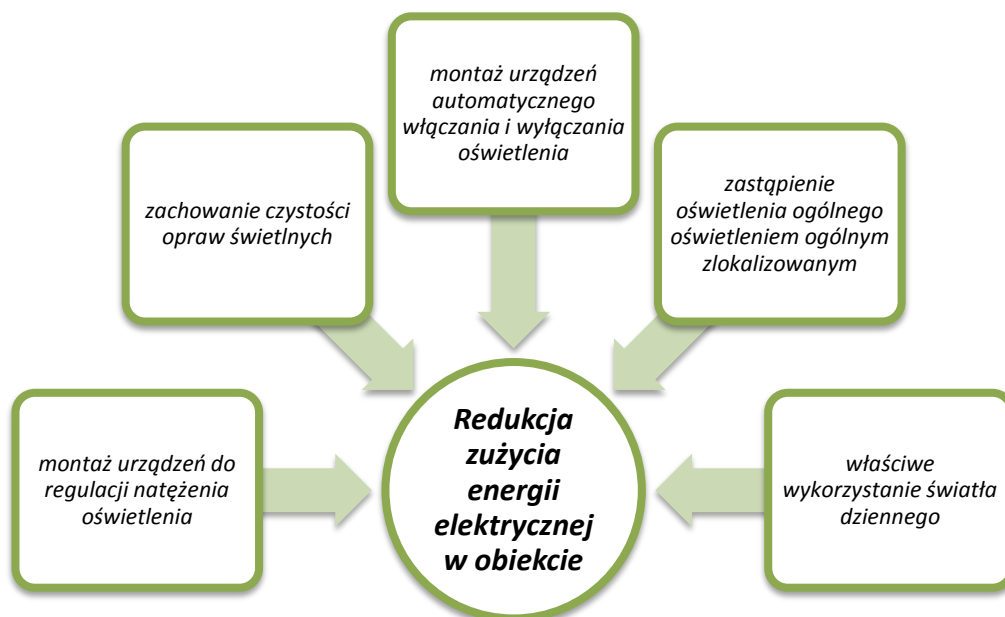 montaż urządzeń
automatycznego
włączania i wyłączania
oświetlenia
zachowanie czystości
opraw świetlnych
zastąpienie
oświetlenia ogólnego
oświetleniem ogólnym
zlokalizowanym
montaż urządzeń do
regulacji natężenia
oświetlenia
Redukcja
zużycia
energii
elektrycznej
w obiekcie
właściwe
wykorzystanie światła
dziennego